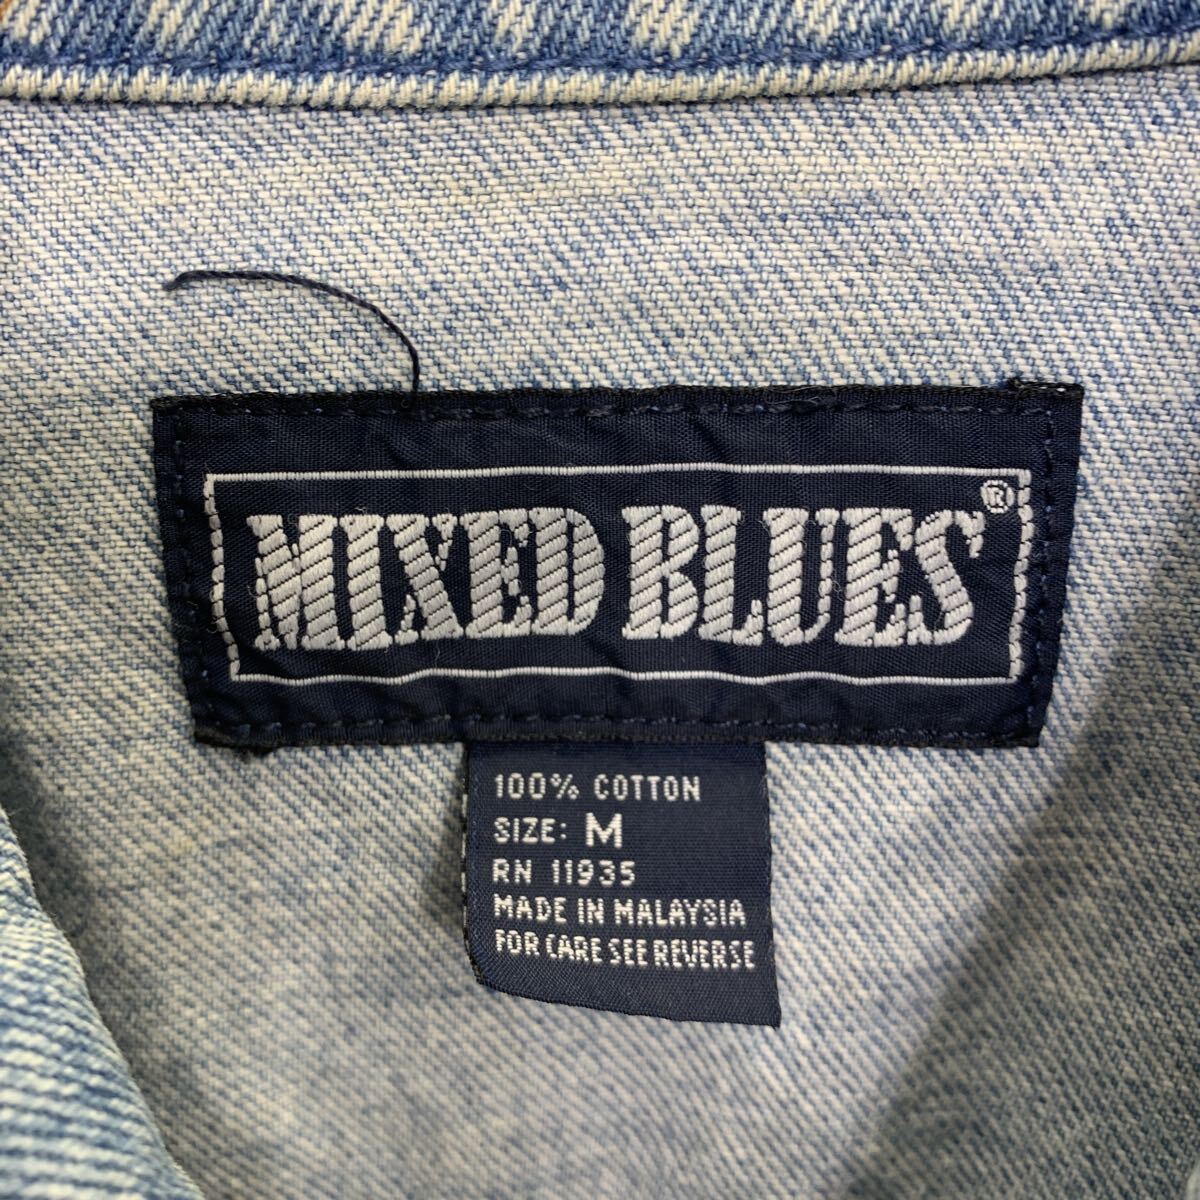 MIXED BLUES®
100% COTTON
SIZE: M
RN 11935
MADE IN MALAYSIA
FOR CARE SEE REVERSE